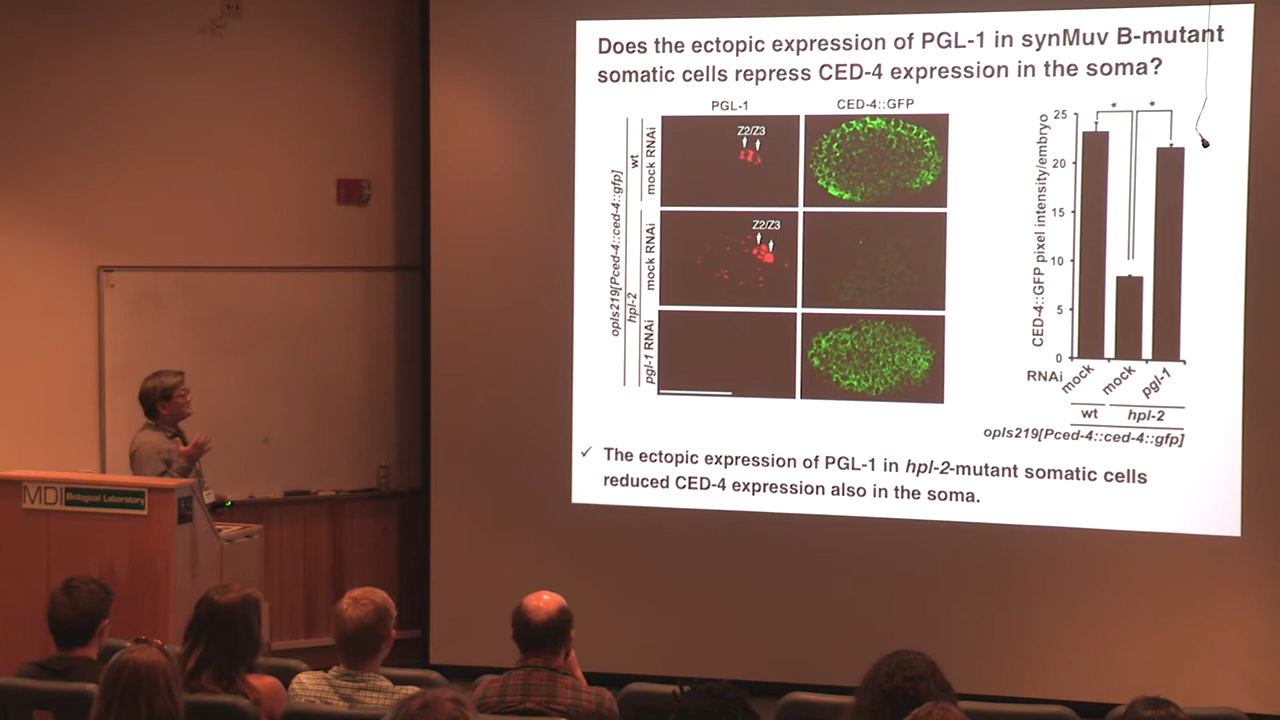 Does the ectopic expression of PGL-1 in synMuv B-mutant
somatic cells repress CED-4 expression in the soma?
PGL-1
CED-4::GFP
opIs219[Pced-4::ced-4::gfp]
wt
mock RNAi
Z2/Z3
hpl-2
mock RNAi
Z2/Z3
pgl-1 RNAi
CED-4::GFP pixel intensity/embryo
25
20
15
10
5
0
* *
RNAi mock mock pgl-1
wt hpl-2
opIs219[Pced-4::ced-4::gfp]
✓ The ectopic expression of PGL-1 in hpl-2-mutant somatic cells
reduced CED-4 expression also in the soma.
MDI Biological Laboratory